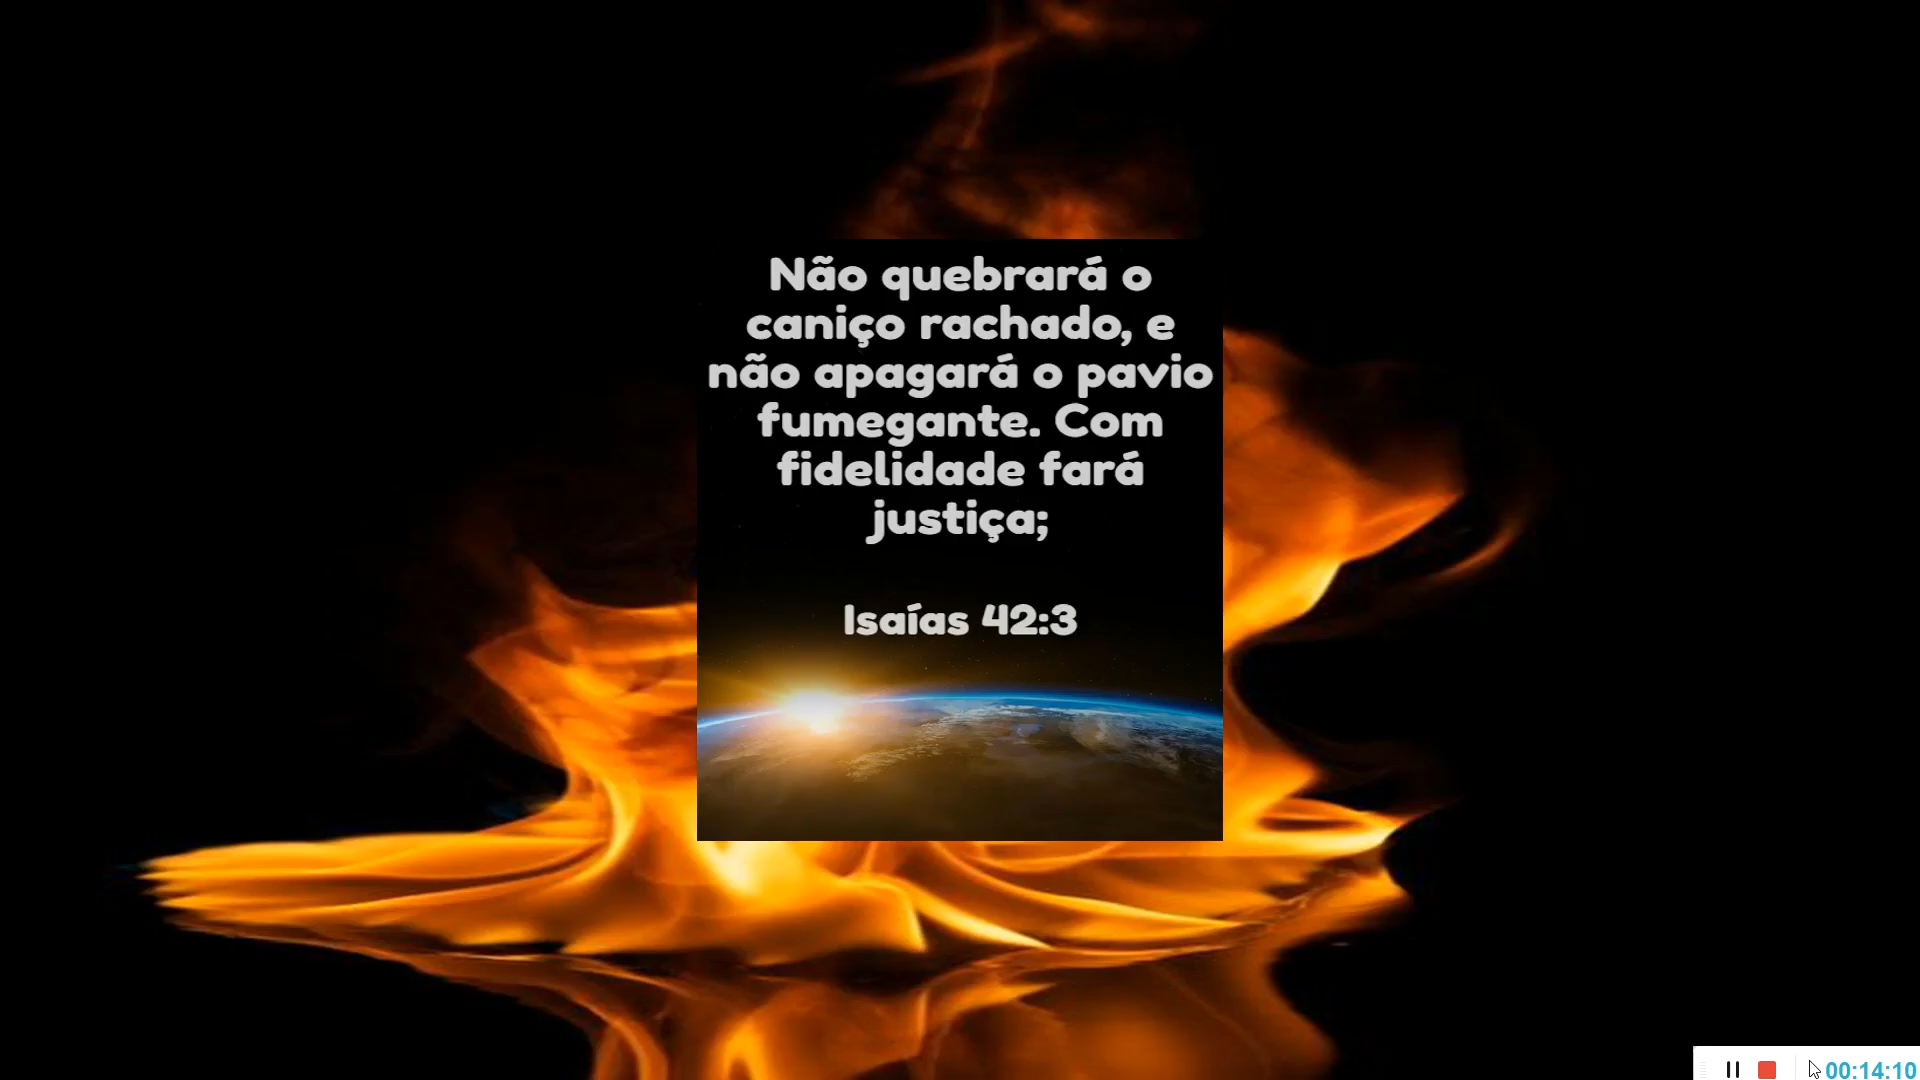 Não quebrará o
caniço rachado, e
não apagará o pavio
fumegante. Com
fidelidade fará
justiça;
Isaías 42:3
00:14:10